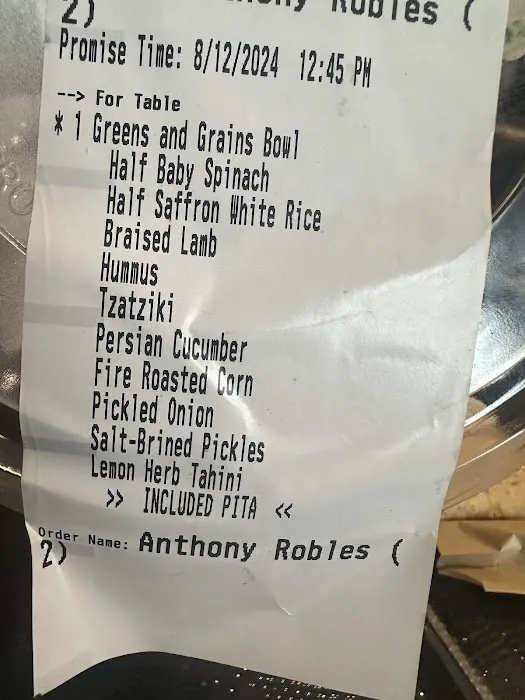 Anthony Robles (
2)
Promise Time: 8/12/2024 12:45 PM
--> For Table
* 1 Greens and Grains Bowl
Half Baby Spinach
Half Saffron White Rice
Braised Lamb
Hummus
Tzatziki
Persian Cucumber
Fire Roasted Corn
Pickled Onion
Salt-Brined Pickles
Lemon Herb Tahini
>> INCLUDED PITA <<
Order Name: Anthony Robles (
2)